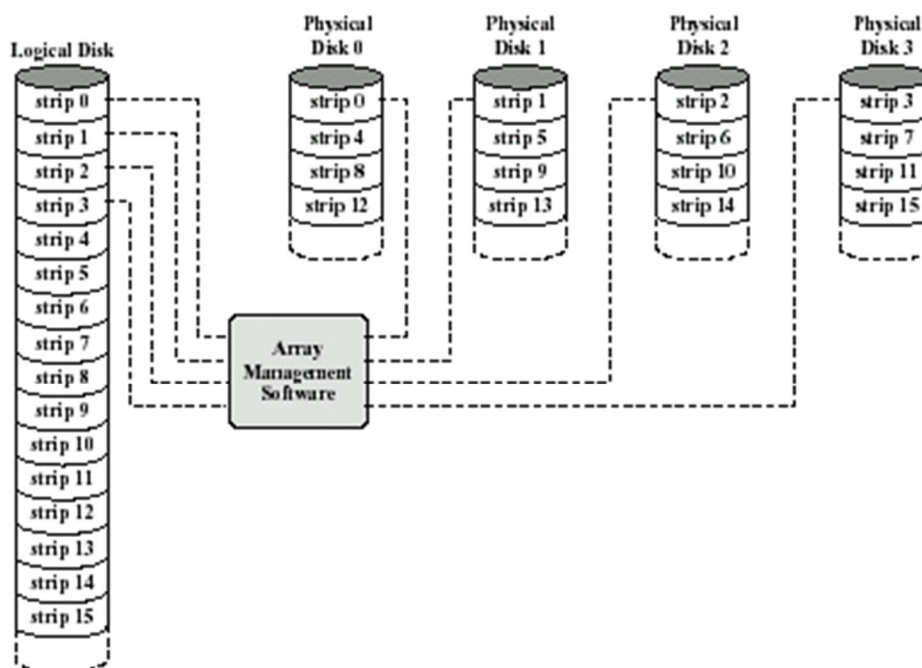 Logical Disk
strip 0
strip 1
strip 2
strip 3
strip 4
strip 5
strip 6
strip 7
strip 8
strip 9
strip 10
strip 11
strip 12
strip 13
strip 14
strip 15
Physical
Disk 0
strip 0
strip 4
strip 8
strip 12
Physical
Disk 1
strip 1
strip 5
strip 9
strip 13
Physical
Disk 2
strip 2
strip 6
strip 10
strip 14
Physical
Disk 3
strip 3
strip 7
strip 11
strip 15
Array
Management
Software